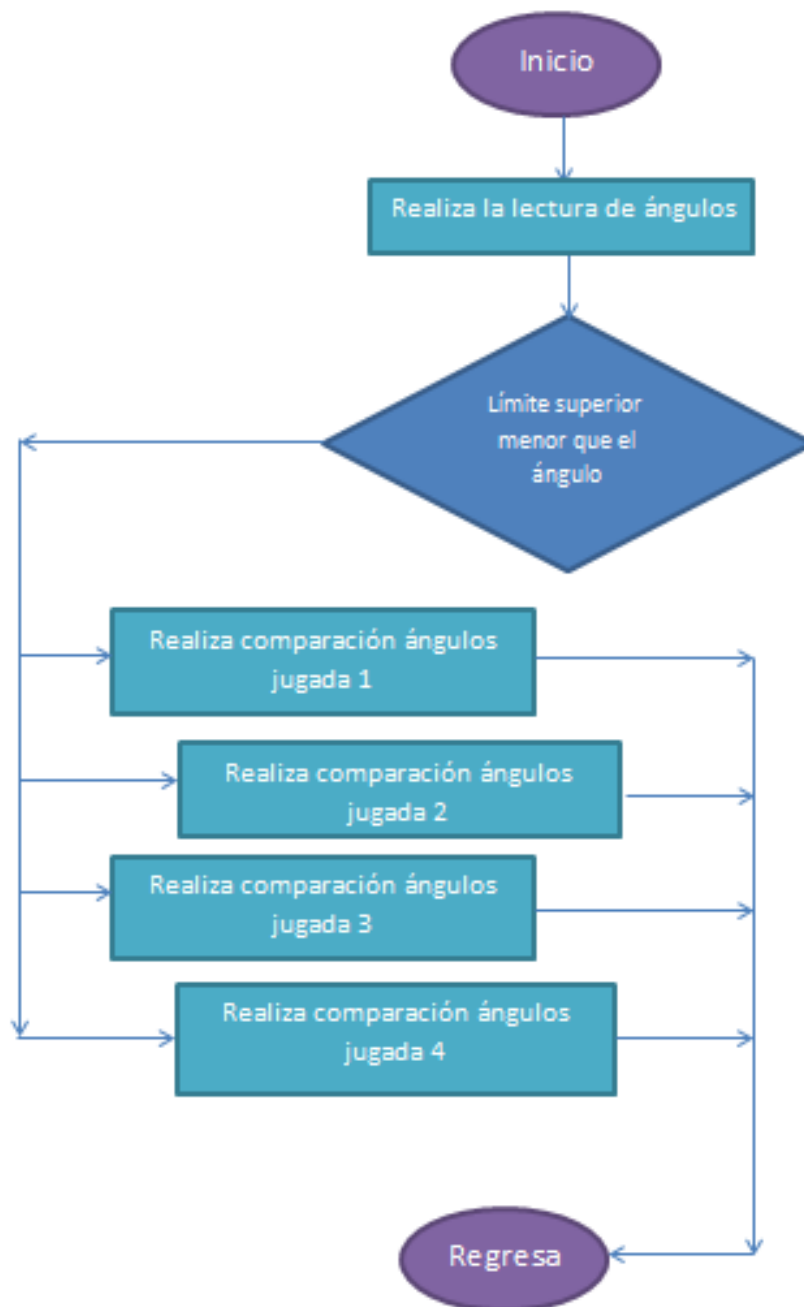 Inicio
Realiza la lectura de ángulos
Límite superior
menor que el
ángulo
Realiza comparación ángulos
jugada 1
Realiza comparación ángulos
jugada 2
Realiza comparación ángulos
jugada 3
Realiza comparación ángulos
jugada 4
Regresa